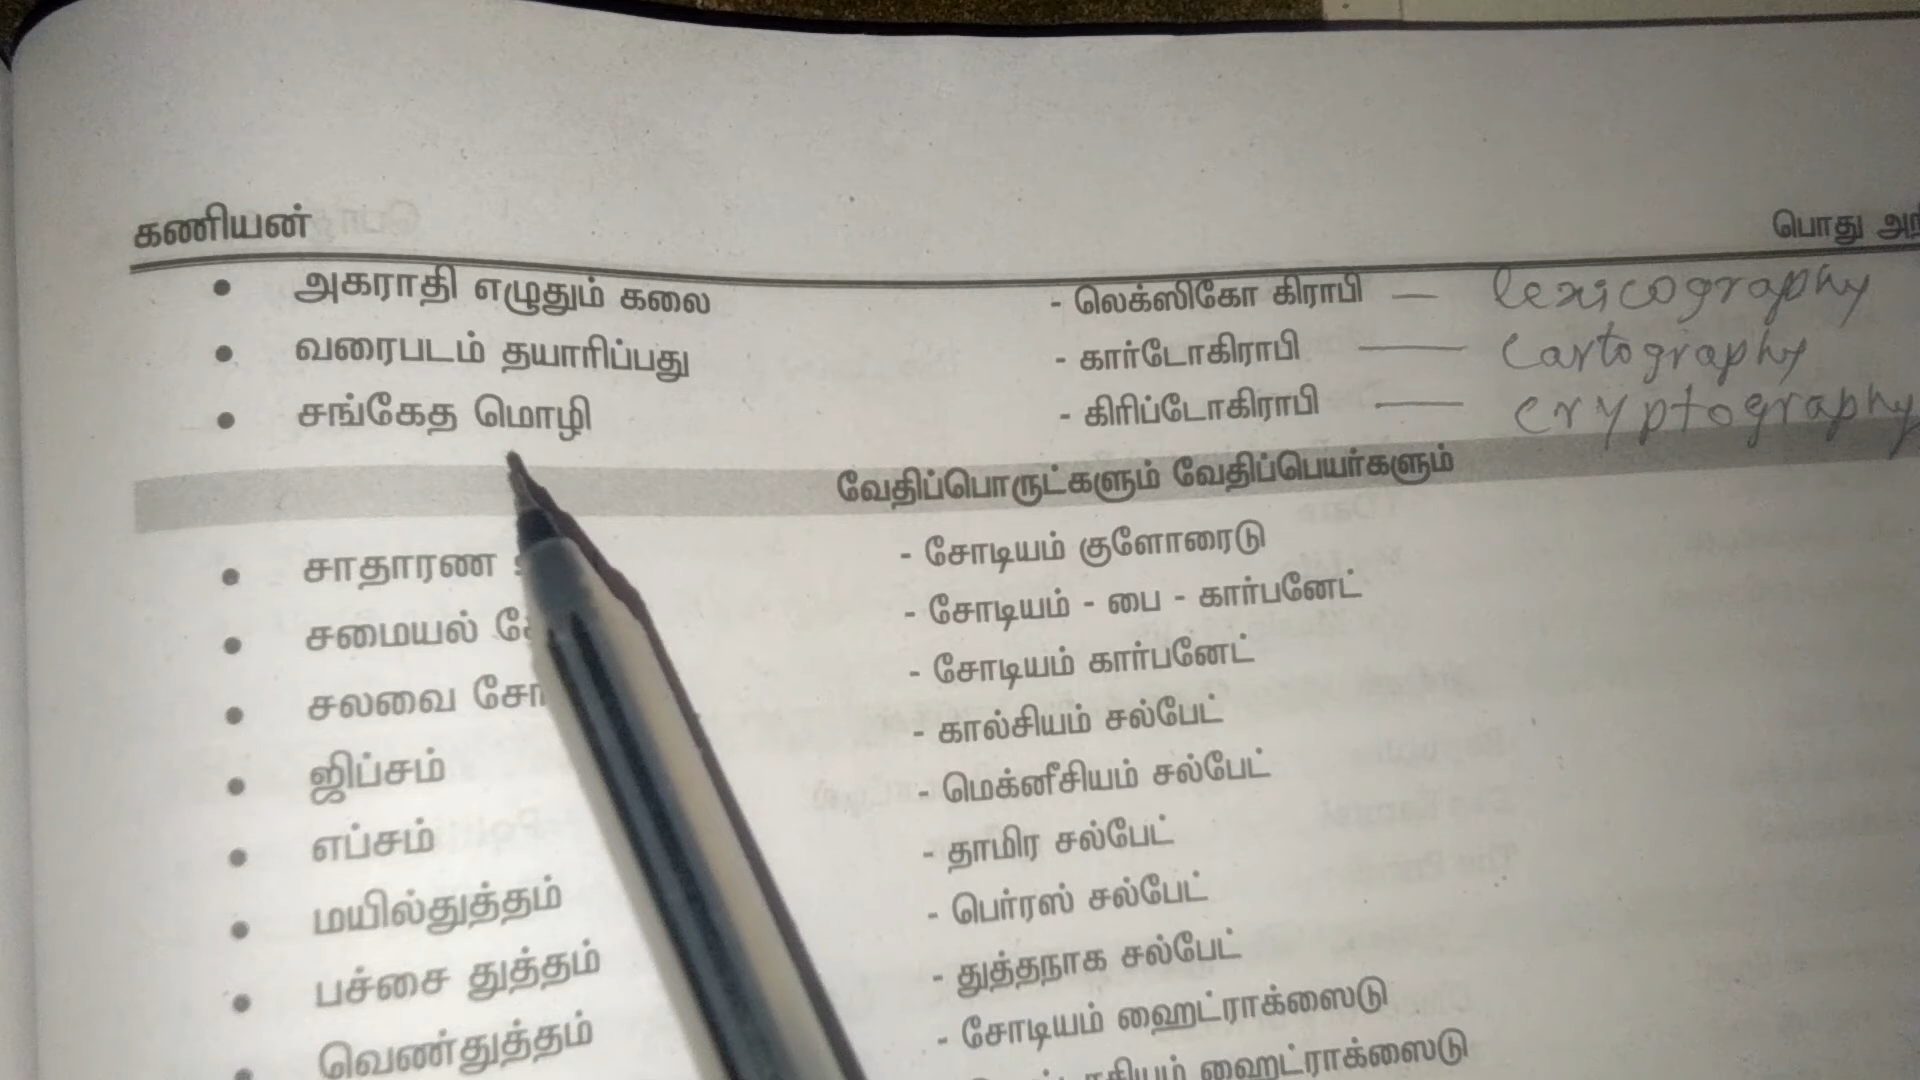 கணியன் பொது
• அகராதி எழுதும் கலை - லெக்ஸிகோ கிராபி — lexicography
• வரைபடம் தயாரிப்பது - கார்டோகிராபி — cartography
• சங்கேத மொழி - கிரிப்டோகிராபி — cryptography
வேதிப்பொருட்களும் வேதிப்பெயர்களும்
• சாதாரண - சோடியம் குளோரைடு
• சமையல் - சோடியம் - பை - கார்பனேட்
• சலவை - சோடியம் கார்பனேட்
• ஜிப்சம் - கால்சியம் சல்பேட்
• எப்சம் - மெக்னீசியம் சல்பேட்
• மயில்துத்தம் - தாமிர சல்பேட்
• பச்சை துத்தம் - பெர்ரஸ் சல்பேட்
• வெண்துத்தம் - துத்தநாக சல்பேட்
- சோடியம் ஹைட்ராக்ஸைடு
ஹைட்ராக்ஸைடு